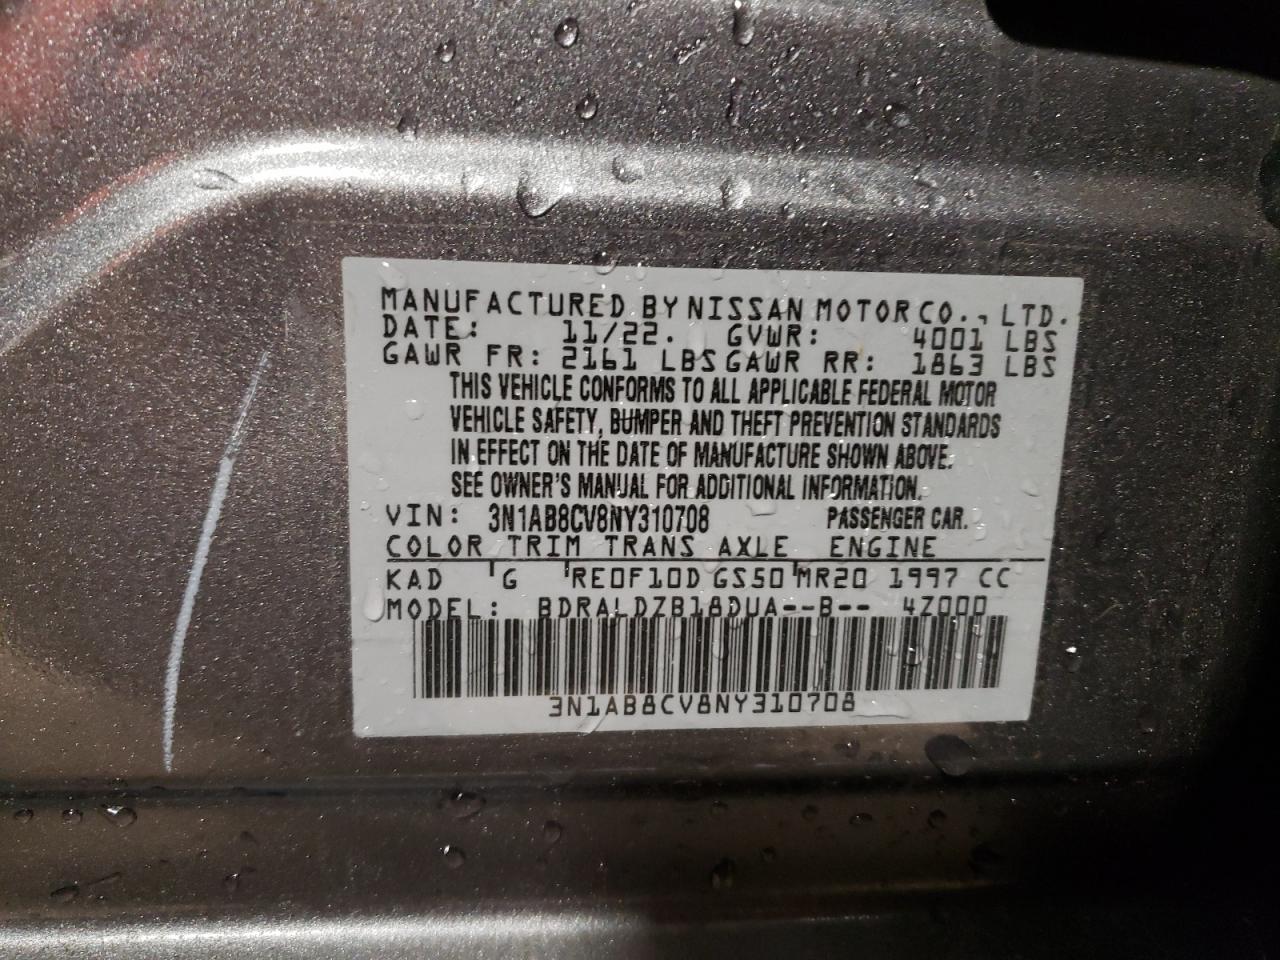 MANUFACTURED BY NISSAN MOTOR CO., LTD.
DATE: 11/22. GVWR: 4001 LBS
GAWR FR: 2161 LBS GAWR RR: 1863 LBS
THIS VEHICLE CONFORMS TO ALL APPLICABLE FEDERAL MOTOR
VEHICLE SAFETY, BUMPER AND THEFT PREVENTION STANDARDS
IN EFFECT ON THE DATE OF MANUFACTURE SHOWN ABOVE.
SEE OWNER'S MANUAL FOR ADDITIONAL INFORMATION.
VIN: 3N1AB8CV8NY310708 PASSENGER CAR.
COLOR TRIM TRANS AXLE ENGINE
KAD G RE0F10D GS50 MR20 1997 CC
MODEL: BDRALDZB18DUA--B-- 4Z000
3N1AB8CV8NY310708